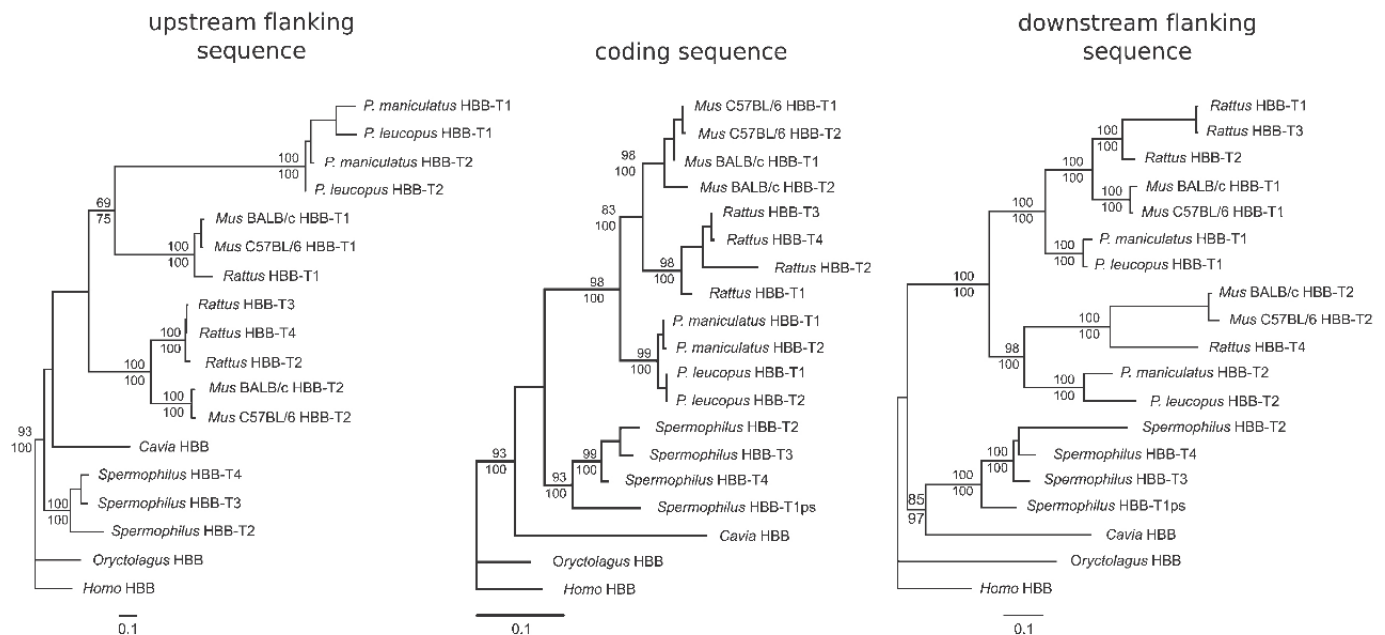 upstream flanking
sequence
P. maniculatus HBB-T1
P. leucopus HBB-T1
100
100
P. maniculatus HBB-T2
P. leucopus HBB-T2
69
75
Mus BALB/c HBB-T1
100
100
Mus C57BL/6 HBB-T1
Rattus HBB-T1
Rattus HBB-T3
100
100
Rattus HBB-T4
Rattus HBB-T2
100
100
Mus BALB/c HBB-T2
Mus C57BL/6 HBB-T2
93
100
Cavia HBB
Spermophilus HBB-T4
100
100
Spermophilus HBB-T3
Spermophilus HBB-T2
Oryctolagus HBB
Homo HBB
0.1
coding sequence
Mus C57BL/6 HBB-T1
Mus C57BL/6 HBB-T2
98
100
Mus BALB/c HBB-T1
Mus BALB/c HBB-T2
83
100
Rattus HBB-T3
Rattus HBB-T4
98
100
Rattus HBB-T2
Rattus HBB-T1
98
100
P. maniculatus HBB-T1
P. maniculatus HBB-T2
99
100
P. leucopus HBB-T1
P. leucopus HBB-T2
Spermophilus HBB-T2
99
100
Spermophilus HBB-T3
Spermophilus HBB-T4
93
100
93
100
Spermophilus HBB-T1ps
Cavia HBB
Oryctolagus HBB
Homo HBB
0.1
downstream flanking
sequence
Rattus HBB-T1
Rattus HBB-T3
100
100
Rattus HBB-T2
100
100
Mus BALB/c HBB-T1
100
100
Mus C57BL/6 HBB-T1
100
100
P. maniculatus HBB-T1
100
100
P. leucopus HBB-T1
100
100
Mus BALB/c HBB-T2
Mus C57BL/6 HBB-T2
100
100
Rattus HBB-T4
98
100
P. maniculatus HBB-T2
100
100
P. leucopus HBB-T2
Spermophilus HBB-T2
100
100
Spermophilus HBB-T4
Spermophilus HBB-T3
100
100
Spermophilus HBB-T1ps
85
97
Cavia HBB
Oryctolagus HBB
Homo HBB
0.1